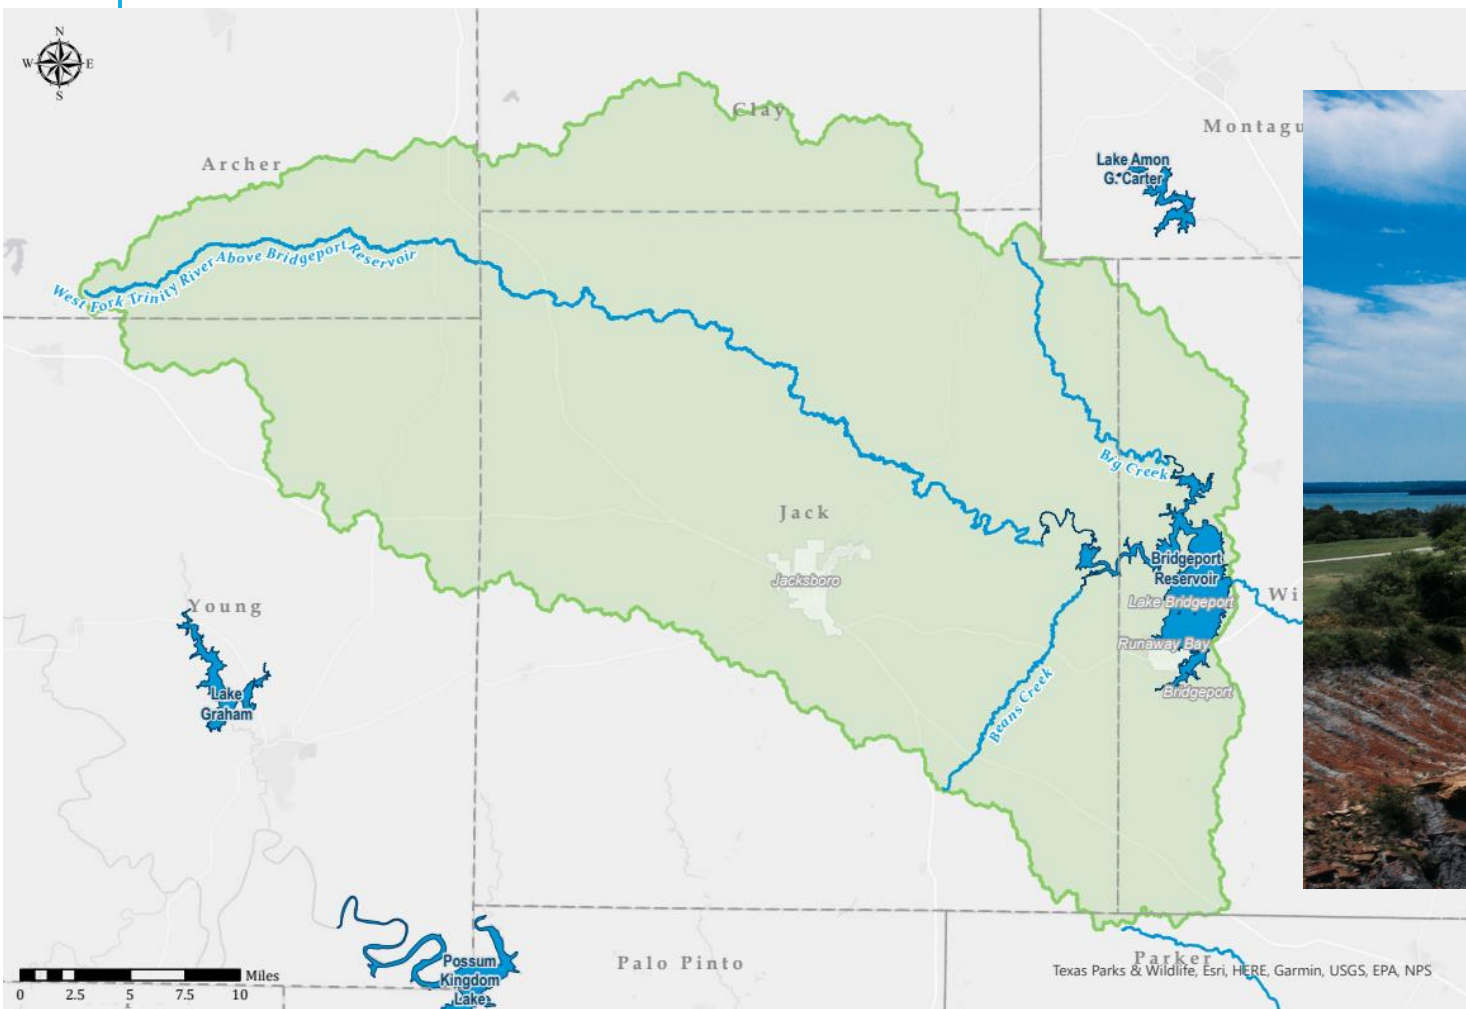 N
W E
S
Clay
Montagu
Archer
Lake Amon
G. Carter
West Fork Trinity River Above Bridgeport Reservoir
Big Creek
Jack
Jacksboro
Bridgeport
Reservoir
Lake Bridgeport
Wi
Young
Runaway Bay
Bridgeport
Beans Creek
Lake
Graham
Possum
Kingdom
Lake
Palo Pinto
Parker
Texas Parks & Wildlife, Esri, HERE, Garmin, USGS, EPA, NPS
Miles
0 2.5 5 7.5 10